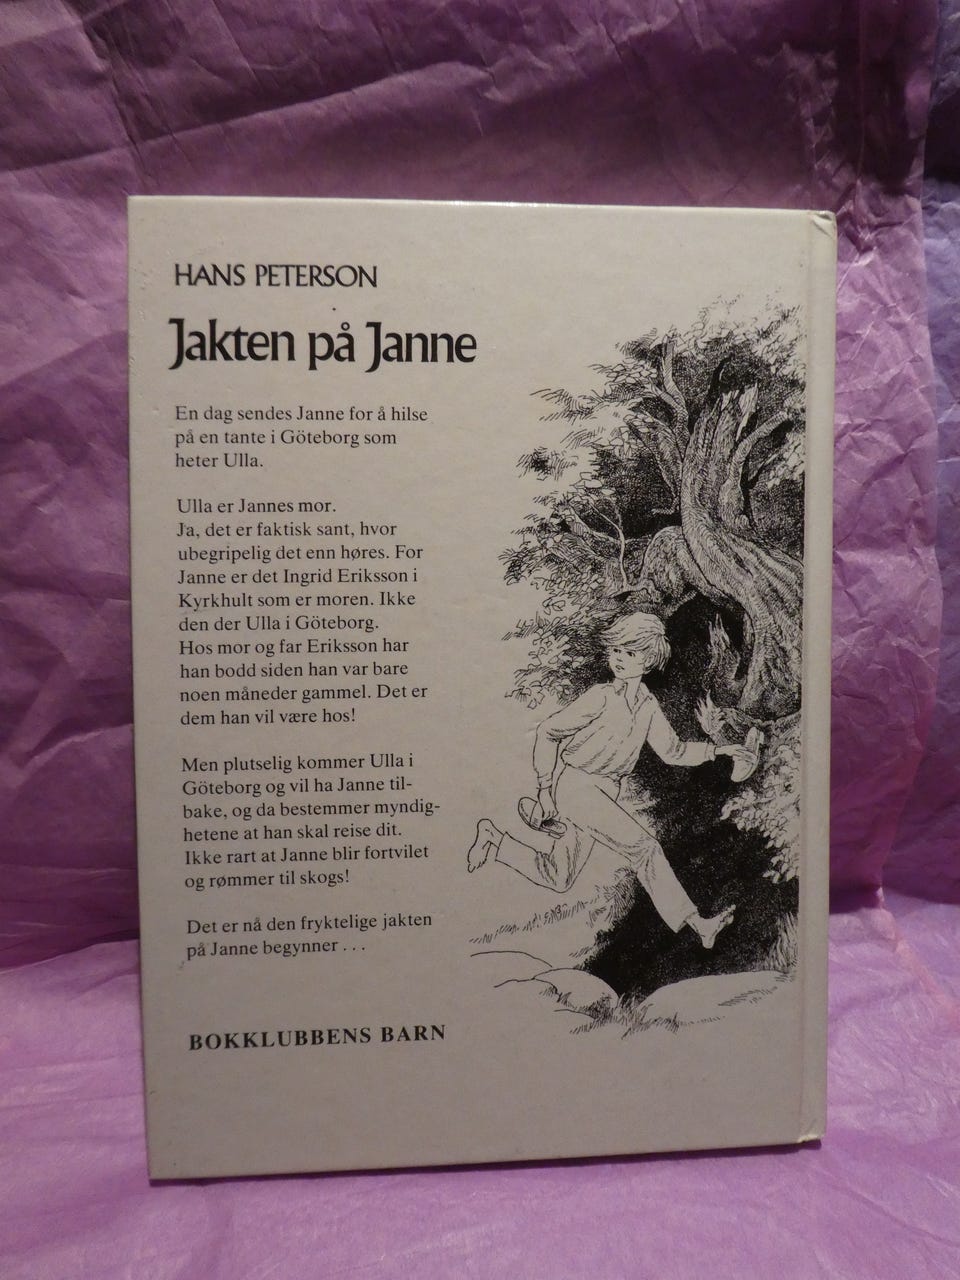 HANS PETERSON
Jakten på Janne
En dag sendes Janne for å hilse
på en tante i Göteborg som
heter Ulla.
Ulla er Jannes mor.
Ja, det er faktisk sant, hvor
ubegripelig det enn høres. For
Janne er det Ingrid Eriksson i
Kyrkhult som er moren. Ikke
den der Ulla i Göteborg.
Hos mor og far Eriksson har
han bodd siden han var bare
noen måneder gammel. Det er
dem han vil være hos!
Men plutselig kommer Ulla i
Göteborg og vil ha Janne til-
bake, og da bestemmer myndig-
hetene at han skal reise dit.
Ikke rart at Janne blir fortvilet
og rømmer til skogs!
Det er nå den fryktelige jakten
på Janne begynner . . .
BOKKLUBBENS BARN